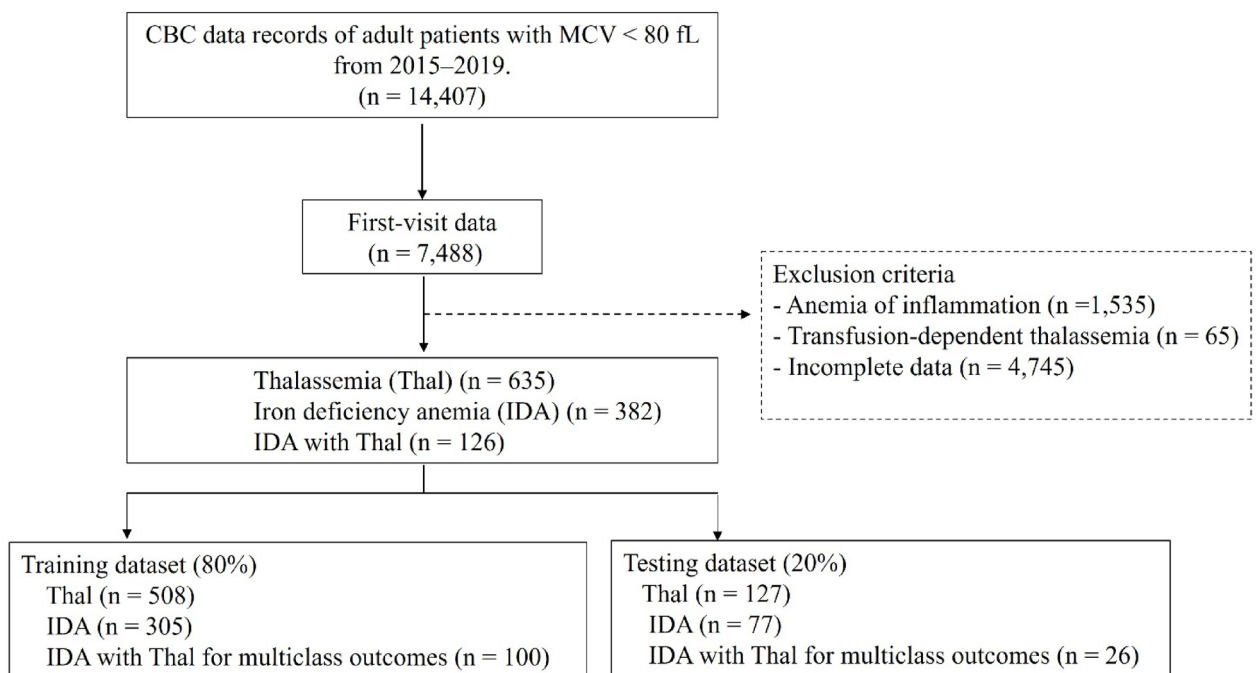 CBC data records of adult patients with MCV < 80 fL
from 2015–2019.
(n = 14,407)
First-visit data
(n = 7,488)
Exclusion criteria
- Anemia of inflammation (n =1,535)
- Transfusion-dependent thalassemia (n = 65)
- Incomplete data (n = 4,745)
Thalassemia (Thal) (n = 635)
Iron deficiency anemia (IDA) (n = 382)
IDA with Thal (n = 126)
Training dataset (80%)
Thal (n = 508)
IDA (n = 305)
IDA with Thal for multiclass outcomes (n = 100)
Testing dataset (20%)
Thal (n = 127)
IDA (n = 77)
IDA with Thal for multiclass outcomes (n = 26)